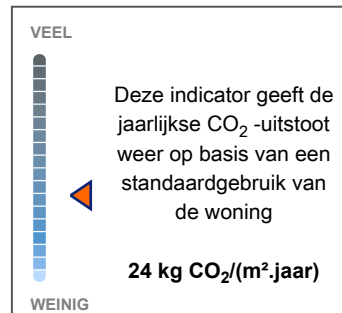 VEEL
Deze indicator geeft de
jaarlijkse CO₂ -uitstoot
weer op basis van een
standaardgebruik van
de woning
24 kg CO₂/(m².jaar)
WEINIG